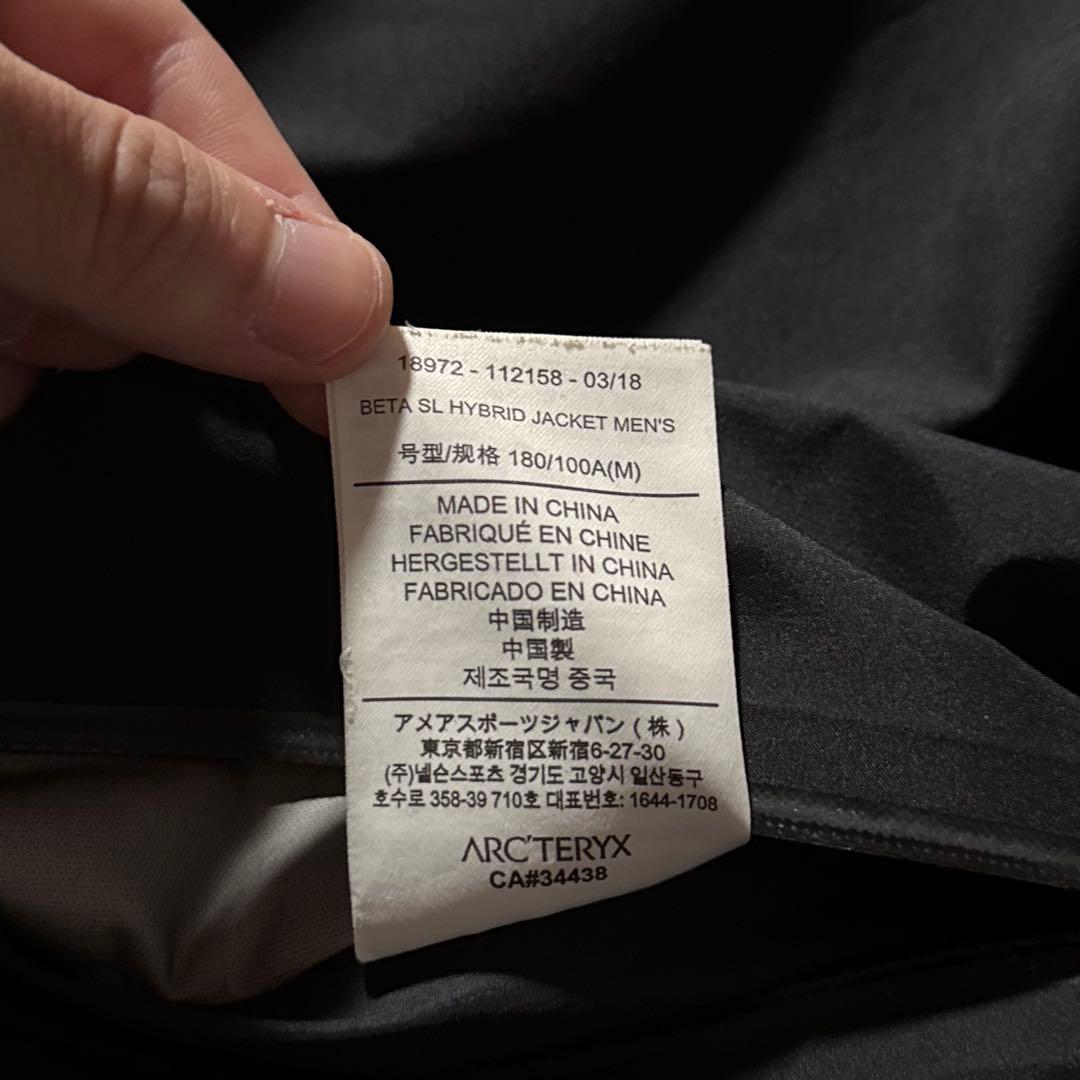 18972 - 112158 - 03/18
BETA SL HYBRID JACKET MEN'S
号型/规格 180/100A(M)
MADE IN CHINA
FABRIQUÉ EN CHINE
HERGESTELLT IN CHINA
FABRICADO EN CHINA
中国制造
中国製
제조국명 중국
アメアスポーツジャパン(株)
東京都新宿区新宿6-27-30
(주)넬슨스포츠 경기도 고양시 일산동구
호수로 358-39 710호 대표번호: 1644-1708
ARC'TERYX
CA#34438